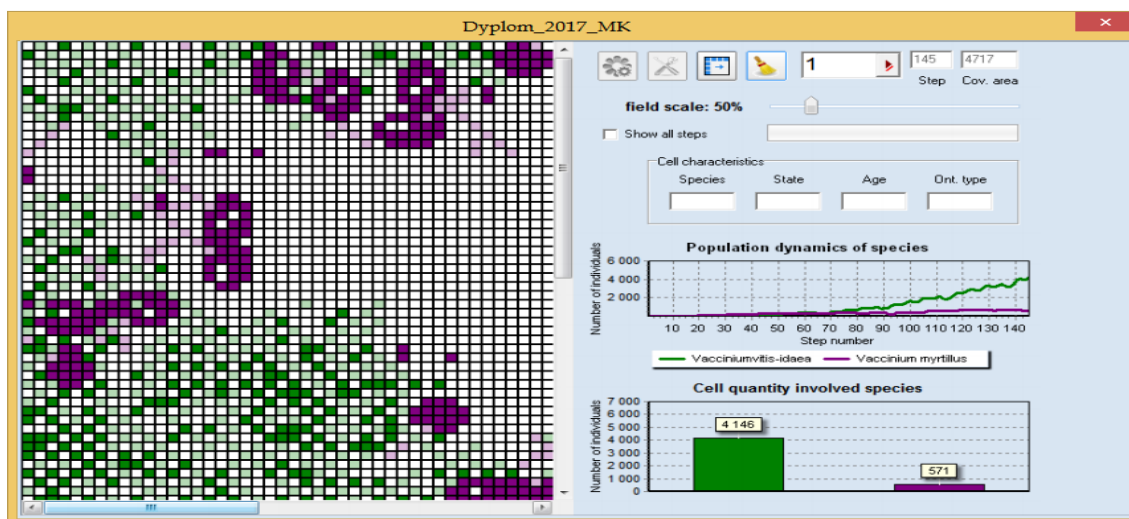 Dyplom_2017_MK
1
145
4717
Step
Cov. area
field scale: 50%
Show all steps
Cell characteristics
Species
State
Age
Ont. type
Population dynamics of species
Number of individuals
6 000
4 000
2 000
10 20 30 40 50 60 70 80 90 100 110 120 130 140
Step number
Vacciniumvitis-idaea
Vaccinium myrtillus
Cell quantity involved species
Number of individuals
7 000
6 000
5 000
4 000
3 000
2 000
1 000
0
4 146
571